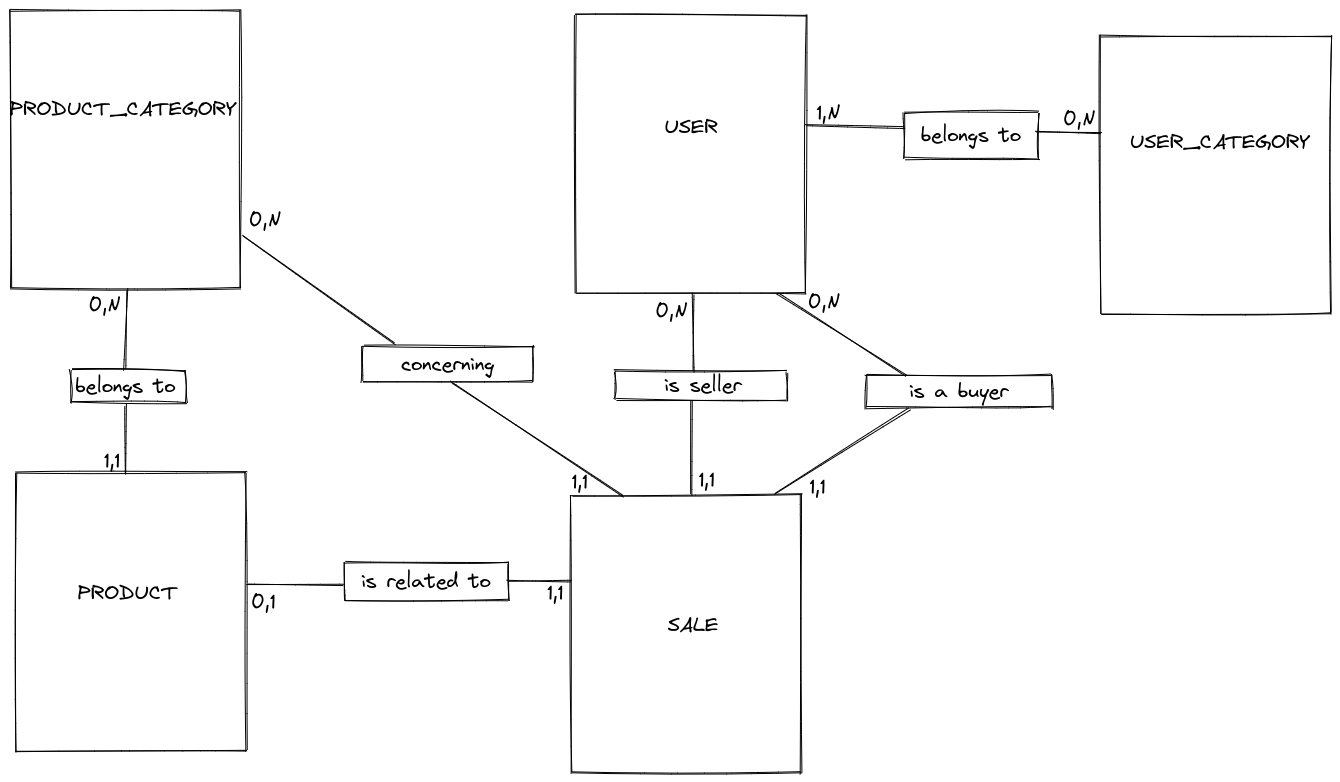 PRODUCT_CATEGORY
USER
1,N
belongs to
0,N
USER_CATEGORY
0,N
0,N
0,N
0,N
concerning
belongs to
is seller
is a buyer
1,1
1,1
1,1
1,1
PRODUCT
0,1
is related to
1,1
SALE